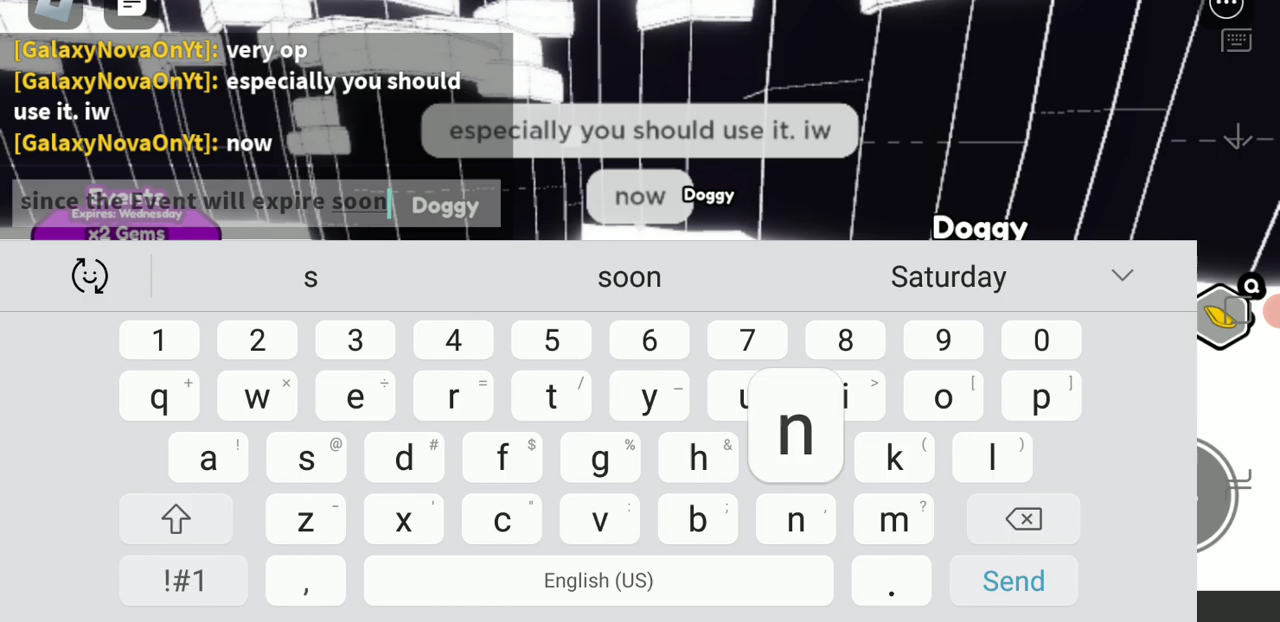 [GalaxyNovaOnYt]: very op
[GalaxyNovaOnYt]: especially you should
use it. iw
[GalaxyNovaOnYt]: now
especially you should use it. iw
now
Doggy
since the Event will expire soon
Doggy
Doggy
Events
Expires: Wednesday
x2 Gems
s soon Saturday
Q
1 2 3 4 5 6 7 8 9 0
q + w × e ÷ r = t / y _ u i > o [ p ]
n
a ! s @ d # f $ g % h & k ( l )
z - x ' c " v : b ; n , m ?
!#1 , English (US) . Send